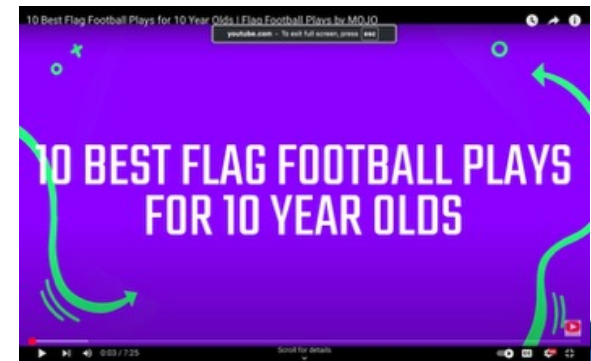 10 Best Flag Football Plays for 10 Year Olds | Flag Football Plays by MOJO
youtube.com - To exit full screen, press esc
10 BEST FLAG FOOTBALL PLAYS
FOR 10 YEAR OLDS
0:03 / 7:25
Scroll for details